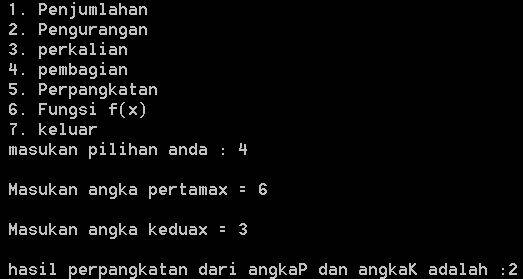 1. Penjumlahan
2. Pengurangan
3. perkalian
4. pembagian
5. Perpangkatan
6. Fungsi f(x)
7. keluar
masukan pilihan anda : 4
Masukan angka pertamax = 6
Masukan angka keduax = 3
hasil perpangkatan dari angkaP dan angkaK adalah :2